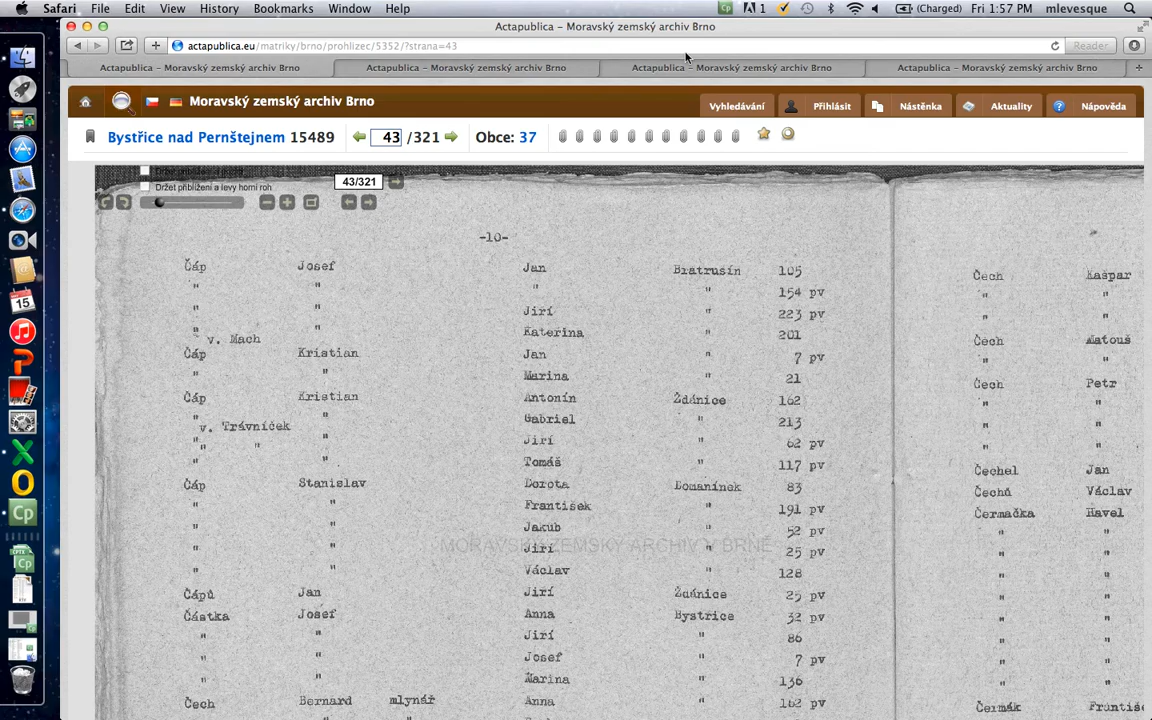 Safari File Edit View History Bookmarks Window Help 1 (Charged) Fri 1:57 PM mlevesque
Actapublica – Moravský zemský archiv Brno
actapublica.eu/matriky/brno/prohlizec/5352/?strana=43 Reader
Actapublica – Moravský zemský archiv Brno Actapublica – Moravský zemský archiv Brno Actapublica – Moravský zemský archiv Brno Actapublica – Moravský zemský archiv Brno
Moravský zemský archiv Brno Vyhledávání Přihlásit Nástěnka Aktuality Nápověda
Bystřice nad Pernštejnem 15489 43 /321 Obce: 37
Držet přiblížení a levy horní roh 43/321
-10-
Čáp Josef Jan Bratrušín 105 Čech Kašpar
" " " " 154 pv " "
" " Jiří " 223 pv " "
" v. Mach " Kateřina " 201 Čech Matouš
Čáp Kristian Jan " 7 pv " "
" " Marina " 21 Čech Petr
Čáp Kristian Antonín Ždánice 162 " "
" v. Trávníček " Gabriel " 213 " "
" " " Jiří " 62 pv " "
" " Tomáš " 117 pv Čechel Jan
Čáp Stanislav Dorota Domanínek 83 Čechů Václav
" " František " 191 pv Čermačka Havel
" " Jakub " 52 pv " "
MORAVSKÝ ZEMSKÝ ARCHIV V BRNĚ
" " Jiří " 25 pv " "
" " Václav " 128 " "
Čápů Jan Jiří Ždánice 25 pv " "
Částka Josef Anna Bystrice 32 pv " "
" " Jiří " 86 " "
" " Josef " 7 pv " "
" " Marina " 136 " "
Čech Bernard mlynář Anna " 162 pv Čermák Františe